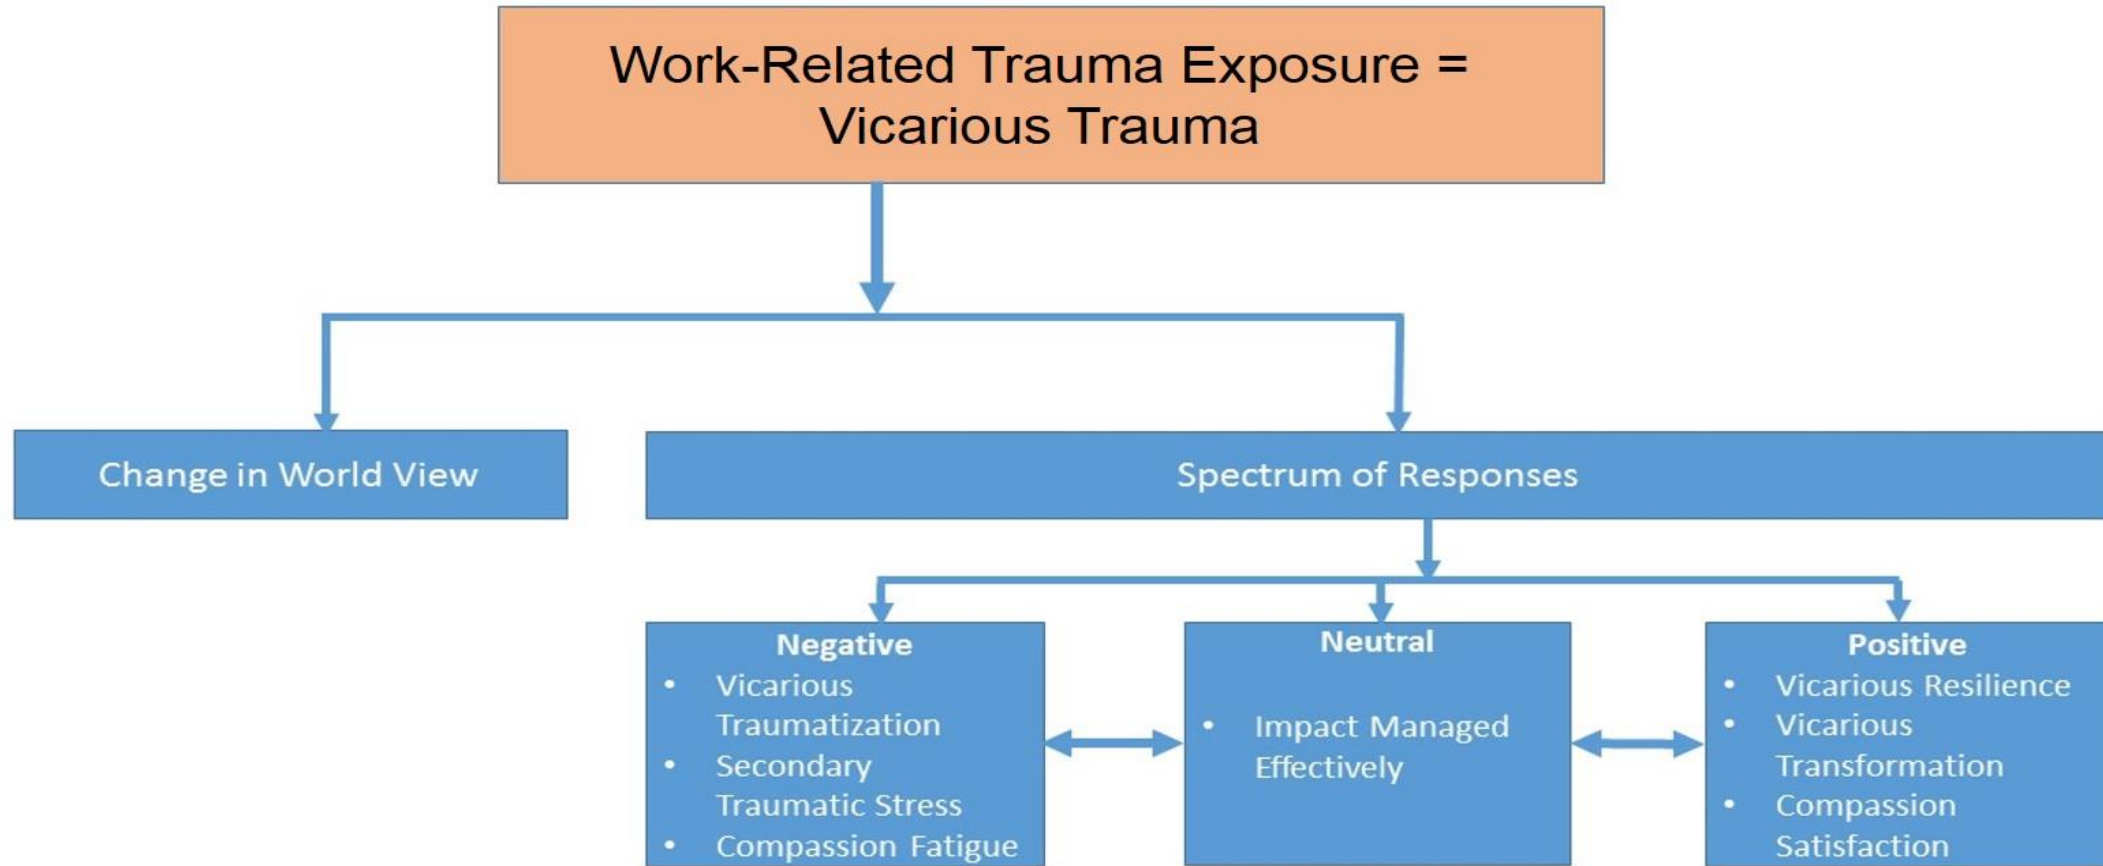 Work-Related Trauma Exposure =
Vicarious Trauma
Change in World View
Spectrum of Responses
Negative
• Vicarious
Traumatization
• Secondary
Traumatic Stress
• Compassion Fatigue
Neutral
• Impact Managed
Effectively
Positive
• Vicarious Resilience
• Vicarious
Transformation
• Compassion
Satisfaction